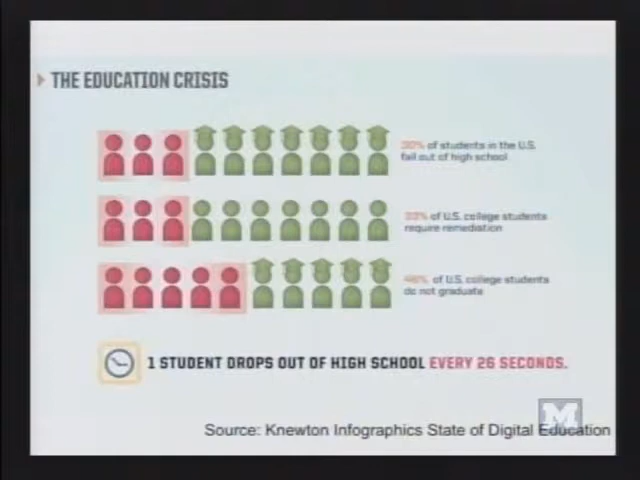 THE EDUCATION CRISIS
30% of students in the U.S.
fail out of high school
33% of U.S. college students
require remediation
46% of U.S. college students
do not graduate
1 STUDENT DROPS OUT OF HIGH SCHOOL EVERY 26 SECONDS.
M
Source: Knewton Infographics State of Digital Education